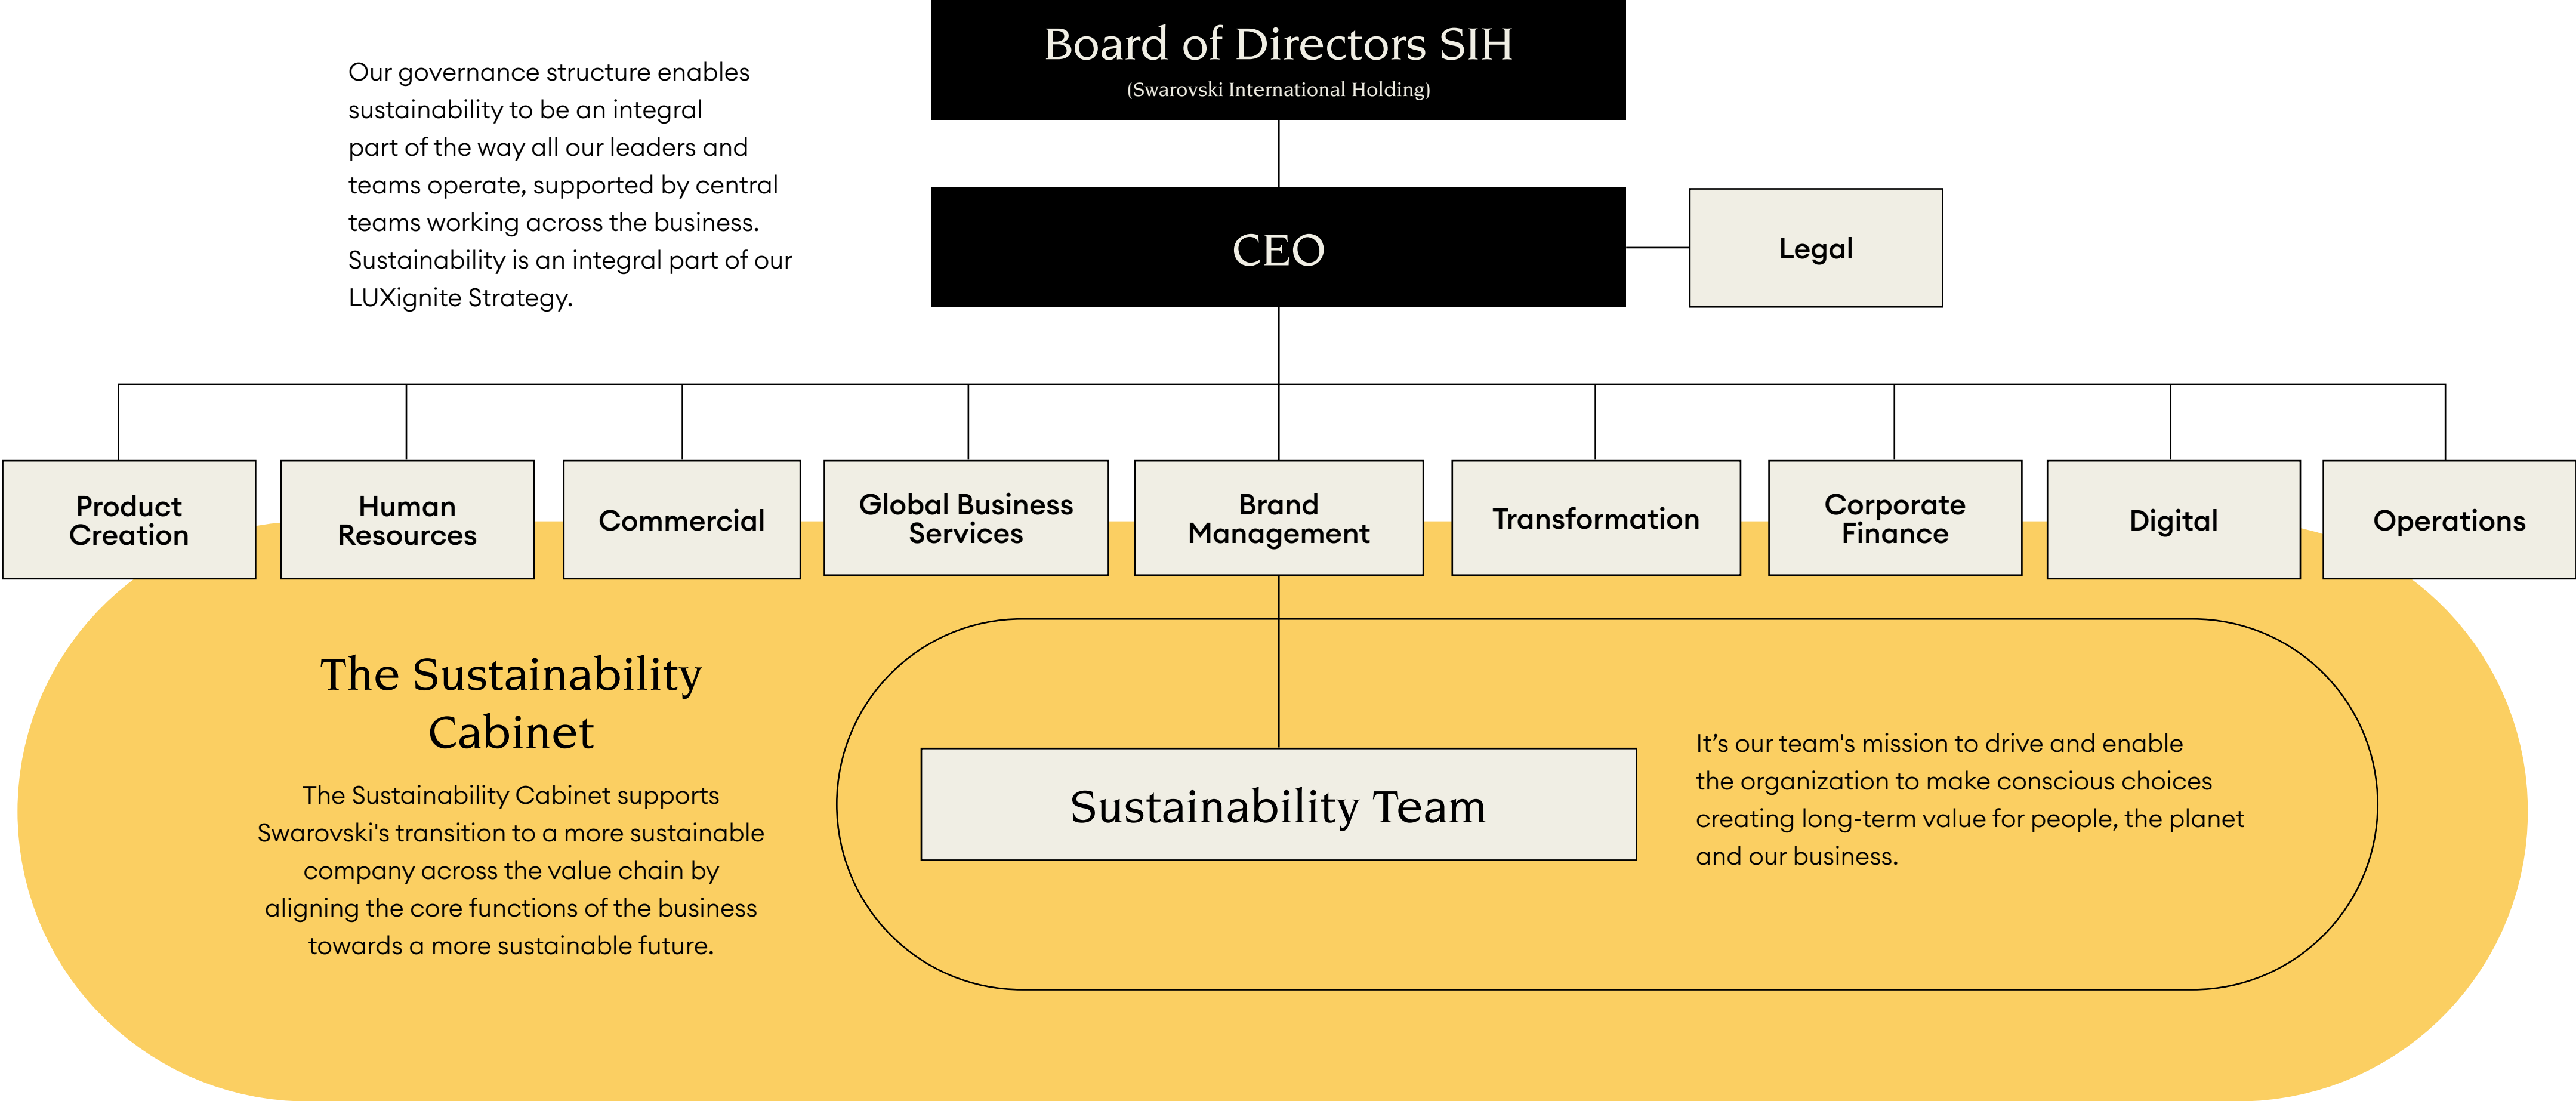 Board of Directors SIH
(Swarovski International Holding)
Our governance structure enables
sustainability to be an integral
part of the way all our leaders and
teams operate, supported by central
teams working across the business.
Sustainability is an integral part of our
LUXignite Strategy.
CEO
Legal
Product
Creation
Human
Resources
Commercial
Global Business
Services
Brand
Management
Transformation
Corporate
Finance
Digital
Operations
The Sustainability
Cabinet
The Sustainability Cabinet supports
Swarovski's transition to a more sustainable
company across the value chain by
aligning the core functions of the business
towards a more sustainable future.
Sustainability Team
It’s our team's mission to drive and enable
the organization to make conscious choices
creating long-term value for people, the planet
and our business.